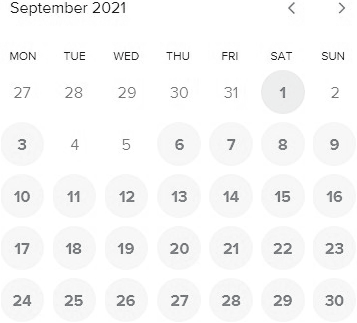 September 2021
MON TUE WED THU FRI SAT SUN
27 28 29 30 31 1 2
3 4 5 6 7 8 9
10 11 12 13 14 15 16
17 18 19 20 21 22 23
24 25 26 27 28 29 30